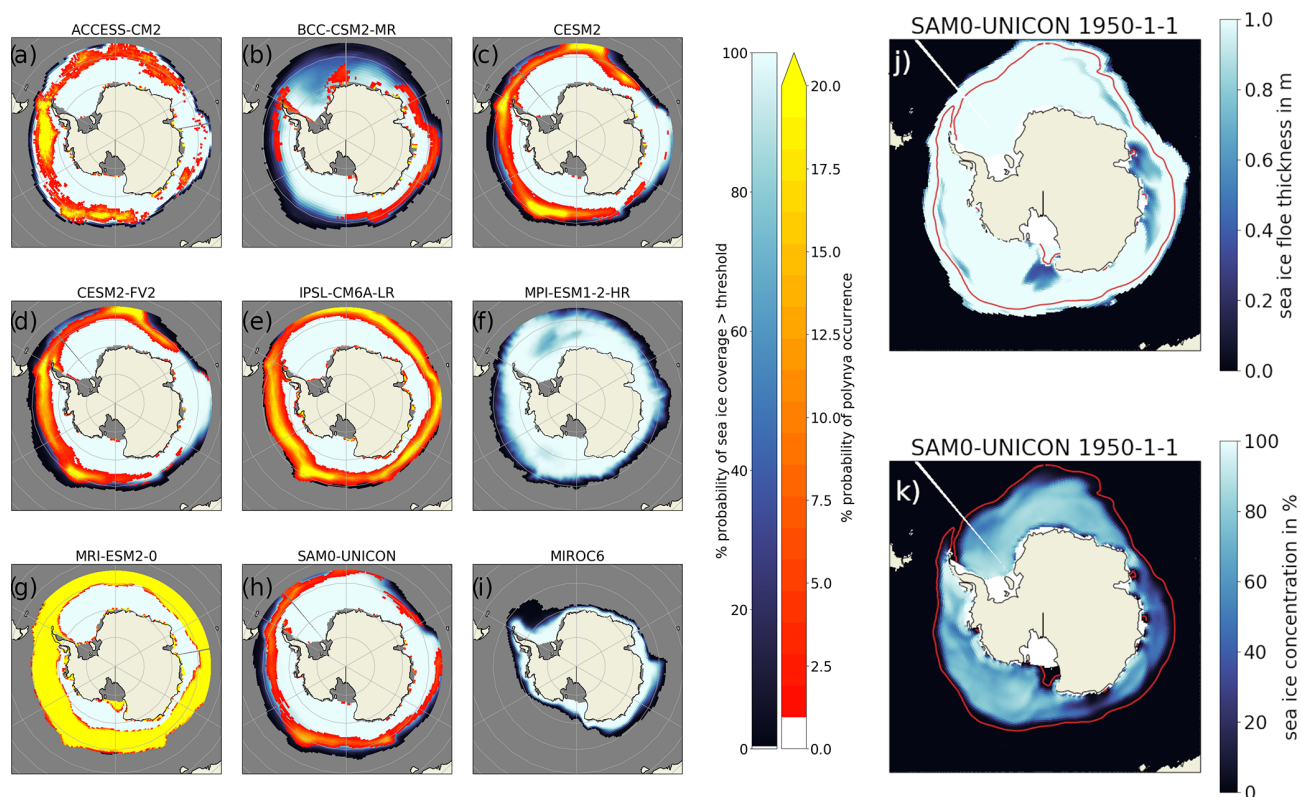 ACCESS-CM2
(a)
BCC-CSM2-MR
(b)
CESM2
(c)
CESM2-FV2
(d)
IPSL-CM6A-LR
(e)
MPI-ESM1-2-HR
(f)
MRI-ESM2-0
(g)
SAM0-UNICON
(h)
MIROC6
(i)
% probability of sea ice coverage > threshold
100
80
60
40
20
0
20.0
17.5
15.0
12.5
10.0
7.5
5.0
2.5
0.0
% probability of polynya occurrence
SAM0-UNICON 1950-1-1
j)
1.0
0.8
0.6
0.4
0.2
0.0
sea ice floe thickness in m
SAM0-UNICON 1950-1-1
k)
100
80
60
40
20
0
sea ice concentration in %